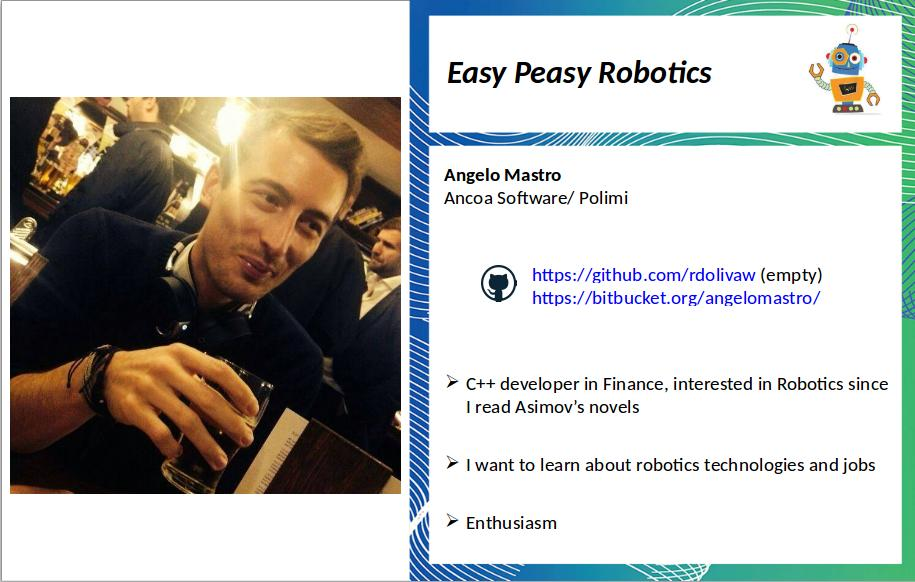 Easy Peasy Robotics
Angelo Mastro
Ancoa Software/ Polimi
https://github.com/rdolivaw (empty)
https://bitbucket.org/angelomastro/
➢ C++ developer in Finance, interested in Robotics since
I read Asimov’s novels
➢ I want to learn about robotics technologies and jobs
➢ Enthusiasm